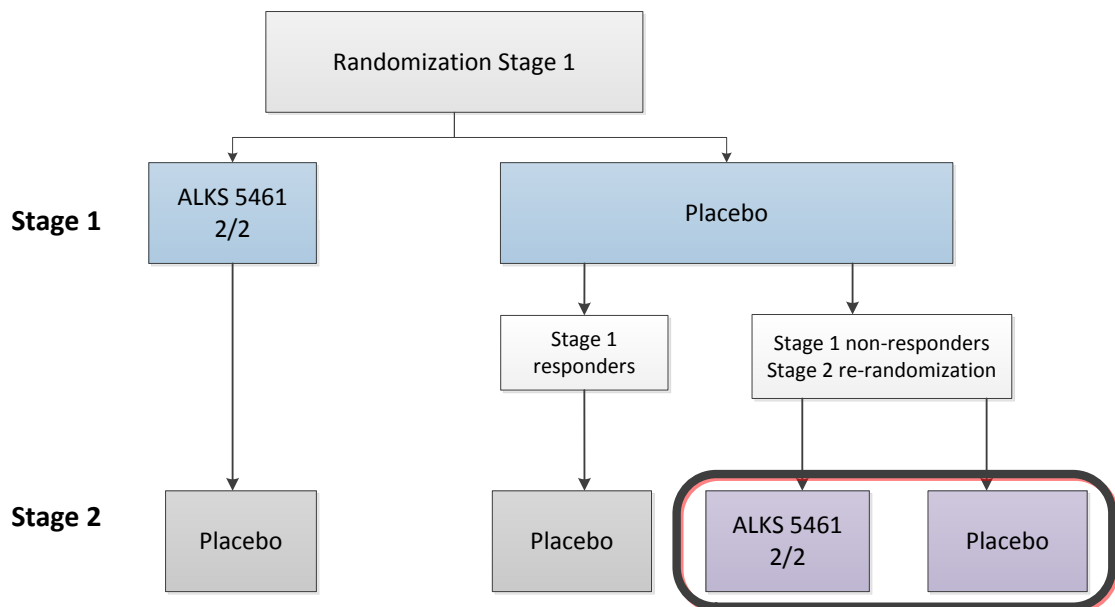 Randomization Stage 1
Stage 1
ALKS 5461
2/2
Placebo
Stage 1
responders
Stage 1 non-responders
Stage 2 re-randomization
Stage 2
Placebo
Placebo
ALKS 5461
2/2
Placebo